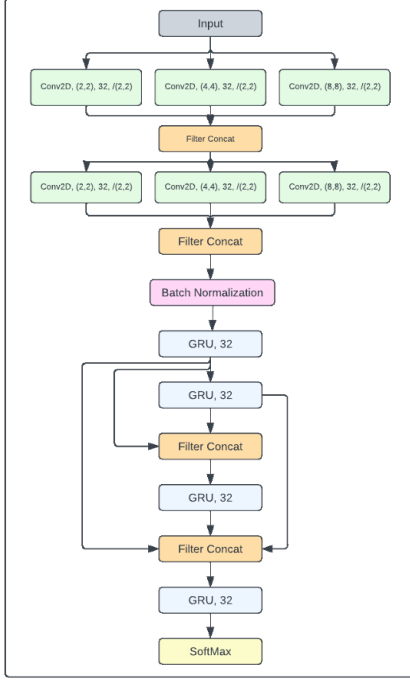 Input
Conv2D, (2,2), 32, /(2,2)
Conv2D, (4,4), 32, /(2,2)
Conv2D, (8,8), 32, /(2,2)
Filter Concat
Conv2D, (2,2), 32, /(2,2)
Conv2D, (4,4), 32, /(2,2)
Conv2D, (8,8), 32, /(2,2)
Filter Concat
Batch Normalization
GRU, 32
GRU, 32
Filter Concat
GRU, 32
Filter Concat
GRU, 32
SoftMax